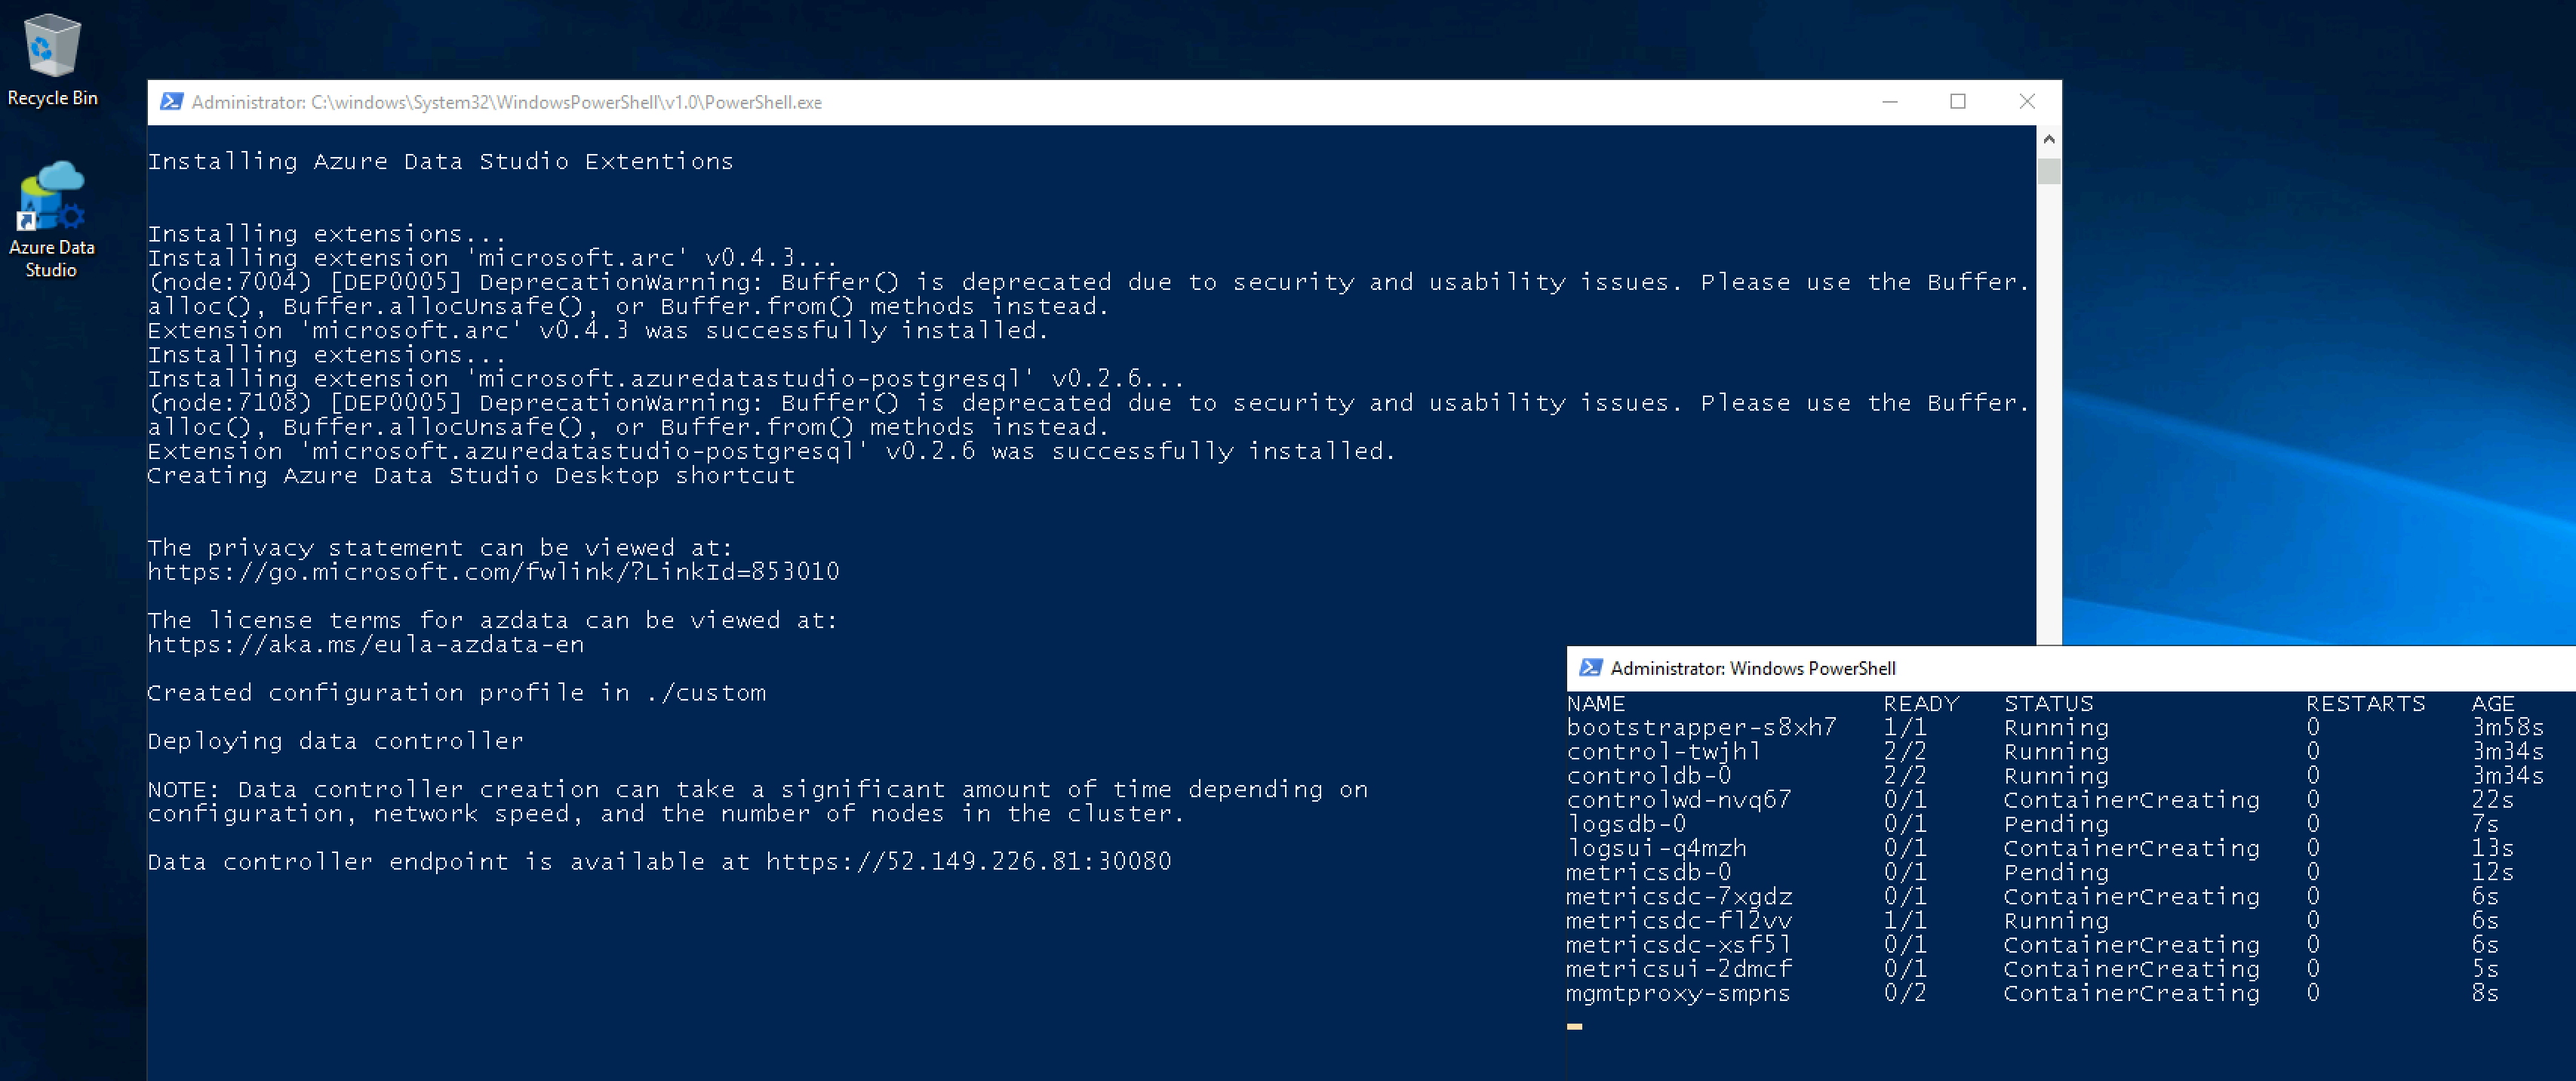 Recycle Bin
Azure Data
Studio
Administrator: C:\windows\System32\WindowsPowerShell\v1.0\PowerShell.exe
Installing Azure Data Studio Extentions
Installing extensions...
Installing extension 'microsoft.arc' v0.4.3...
(node:7004) [DEP0005] DeprecationWarning: Buffer() is deprecated due to security and usability issues. Please use the Buffer.
alloc(), Buffer.allocUnsafe(), or Buffer.from() methods instead.
Extension 'microsoft.arc' v0.4.3 was successfully installed.
Installing extensions...
Installing extension 'microsoft.azuredatastudio-postgresql' v0.2.6...
(node:7108) [DEP0005] DeprecationWarning: Buffer() is deprecated due to security and usability issues. Please use the Buffer.
alloc(), Buffer.allocUnsafe(), or Buffer.from() methods instead.
Extension 'microsoft.azuredatastudio-postgresql' v0.2.6 was successfully installed.
Creating Azure Data Studio Desktop shortcut
The privacy statement can be viewed at:
https://go.microsoft.com/fwlink/?LinkId=853010
The license terms for azdata can be viewed at:
https://aka.ms/eula-azdata-en
Created configuration profile in ./custom
Deploying data controller
NOTE: Data controller creation can take a significant amount of time depending on
configuration, network speed, and the number of nodes in the cluster.
Data controller endpoint is available at https://52.149.226.81:30080
Administrator: Windows PowerShell
NAME READY STATUS RESTARTS AGE
bootstrapper-s8xh7 1/1 Running 0 3m58s
control-twjhl 2/2 Running 0 3m34s
controldb-0 2/2 Running 0 3m34s
controlwd-nvq67 0/1 ContainerCreating 0 22s
logsdb-0 0/1 Pending 0 7s
logsui-q4mzh 0/1 ContainerCreating 0 13s
metricsdb-0 0/1 Pending 0 12s
metricsdc-7xgdz 0/1 ContainerCreating 0 6s
metricsdc-fl2vv 1/1 Running 0 6s
metricsdc-xsf5l 0/1 ContainerCreating 0 6s
metricsui-2dmcf 0/1 ContainerCreating 0 5s
mgmtproxy-smpns 0/2 ContainerCreating 0 8s